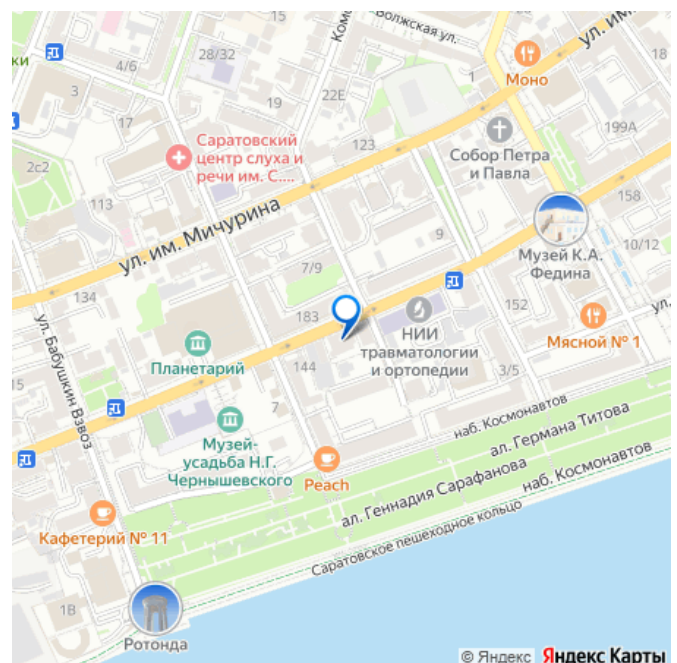 Волжская ул.
ул. им.
ки
4/6
28/32
Моно
1
18
3
19
22Е
17
199А
Саратовский
центр слуха и
речи им. С....
123
Собор Петра
и Павла
2с2
113
158
ул. им. Мичурина
9
10/12
Музей К.А.
Федина
7/9
134
183
152
НИИ
травматологии
и ортопедии
Мясной № 1
ул. Бабушкин Взвоз
Планетарий
144
3/5
15
7
наб. Космонавтов
Музей-
усадьба Н.Г.
Чернышевского
ал. Германа Титова
Peach
ал. Геннадия Сарафанова
наб. Космонавтов
Кафетерий № 11
Саратовское пешеходное кольцо
1В
Ротонда
© Яндекс Яндекс Карты